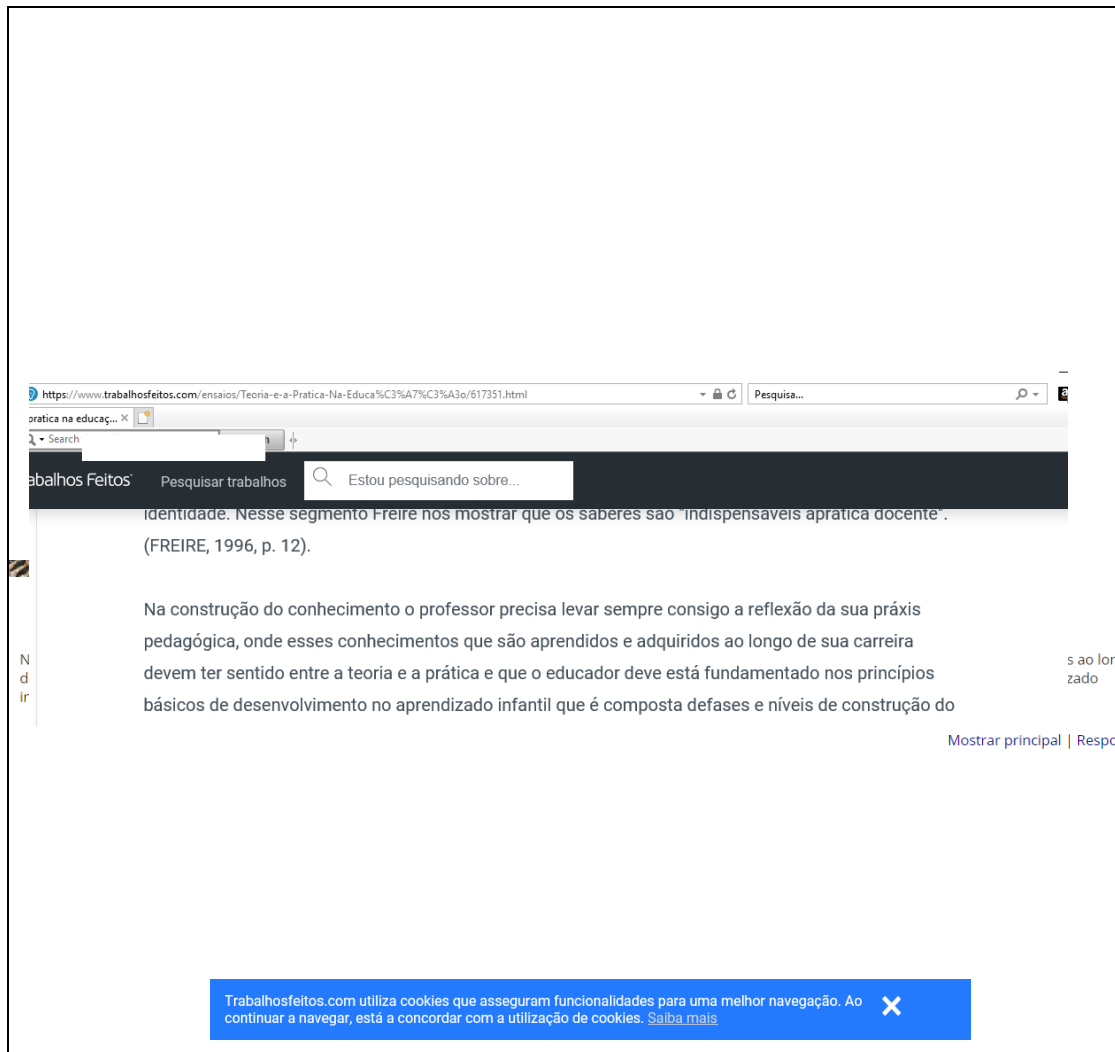 https://www.trabalhosfeitos.com/ensaios/Teoria-e-a-Pratica-Na-Educa%C3%A7%C3%A3o/617351.html
Pesquisa...
pratica na educaç...
Search
abalhos Feitos
Pesquisar trabalhos
Estou pesquisando sobre...
identidade. Nesse segmento Freire nos mostrar que os saberes são "indispensáveis aprática docente".
(FREIRE, 1996, p. 12).
Na construção do conhecimento o professor precisa levar sempre consigo a reflexão da sua práxis
pedagógica, onde esses conhecimentos que são aprendidos e adquiridos ao longo de sua carreira
devem ter sentido entre a teoria e a prática e que o educador deve está fundamentado nos princípios
básicos de desenvolvimento no aprendizado infantil que é composta defases e níveis de construção do
N
d
ir
s ao lor
zado
Mostrar principal | Respo
Trabalhosfeitos.com utiliza cookies que asseguram funcionalidades para uma melhor navegação. Ao
continuar a navegar, está a concordar com a utilização de cookies. Saiba mais